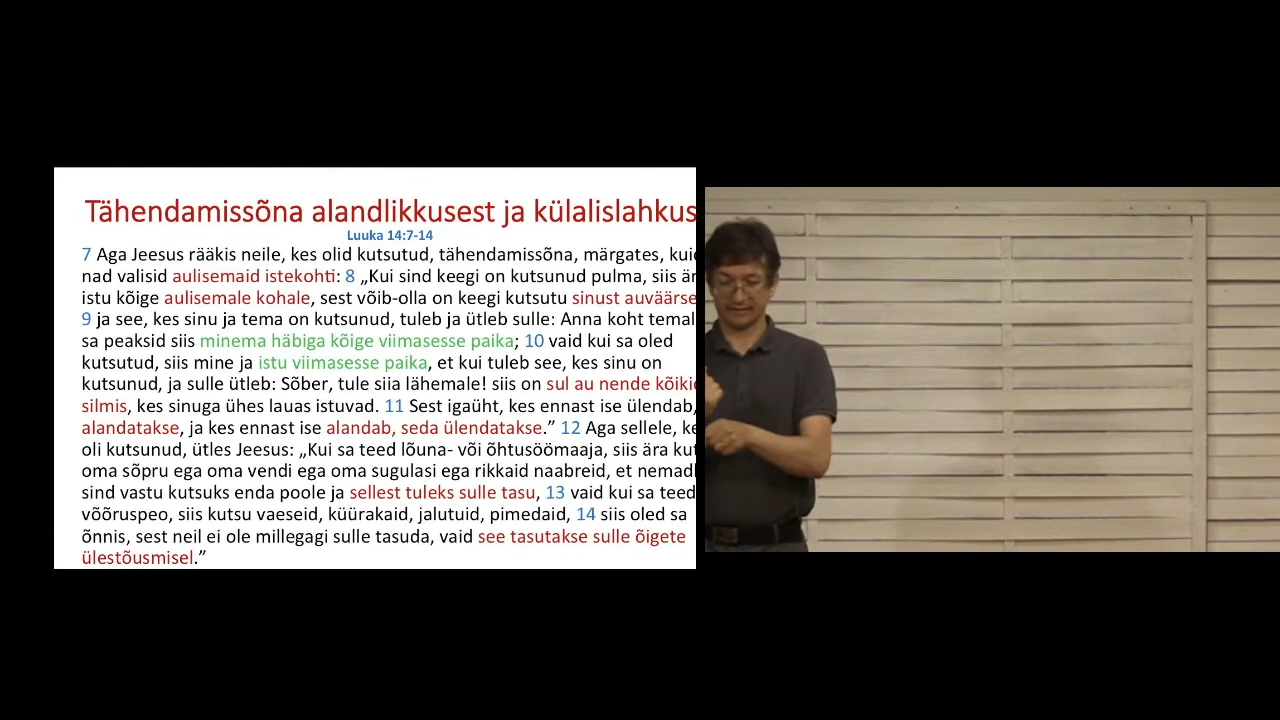 Tähendamissõna alandlikkusest ja külalislahkus
Luuka 14:7-14
7 Aga Jeesus rääkis neile, kes olid kutsutud, tähendamissõna, märgates, kui
nad valisid aulisemaid istekohti: 8 „Kui sind keegi on kutsunud pulma, siis är
istu kõige aulisemale kohale, sest võib-olla on keegi kutsutu sinust auväärse
9 ja see, kes sinu ja tema on kutsunud, tuleb ja ütleb sulle: Anna koht temal
sa peaksid siis minema häbiga kõige viimasesse paika; 10 vaid kui sa oled
kutsutud, siis mine ja istu viimasesse paika, et kui tuleb see, kes sinu on
kutsunud, ja sulle ütleb: Sõber, tule siia lähemale! siis on sul au nende kõiki
silmis, kes sinuga ühes lauas istuvad. 11 Sest igaüht, kes ennast ise ülendab,
alandatakse, ja kes ennast ise alandab, seda ülendatakse.” 12 Aga sellele, ke
oli kutsunud, ütles Jeesus: „Kui sa teed lõuna- või õhtusöömaaja, siis ära kut
oma sõpru ega oma vendi ega oma sugulasi ega rikkaid naabreid, et nemad
sind vastu kutsuks enda poole ja sellest tuleks sulle tasu, 13 vaid kui sa teed
võõruspeo, siis kutsu vaeseid, küürakaid, jalutuid, pimedaid, 14 siis oled sa
õnnis, sest neil ei ole millegagi sulle tasuda, vaid see tasutakse sulle õigete
ülestõusmisel.”